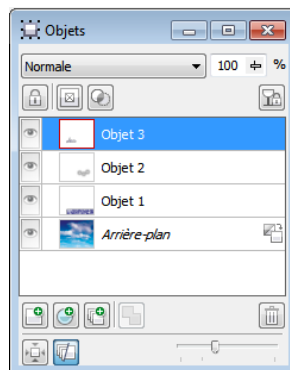 Objets
Normale 100 %
Objet 3
Objet 2
Objet 1
Arrière-plan